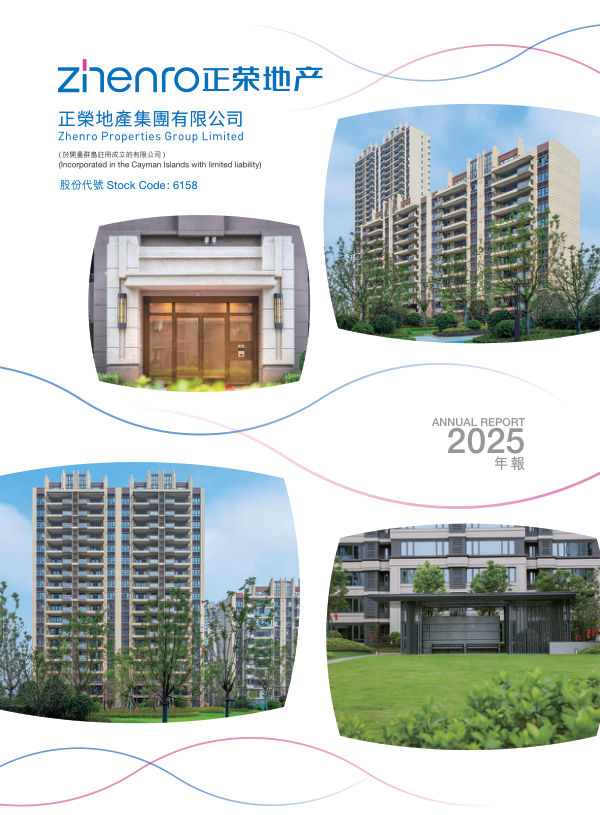 zhenro正荣地产
正榮地產集團有限公司
Zhenro Properties Group Limited
(於開曼群島註冊成立的有限公司)
(Incorporated in the Cayman Islands with limited liability)
股份代號 Stock Code: 6158
ANNUAL REPORT
2025
年報